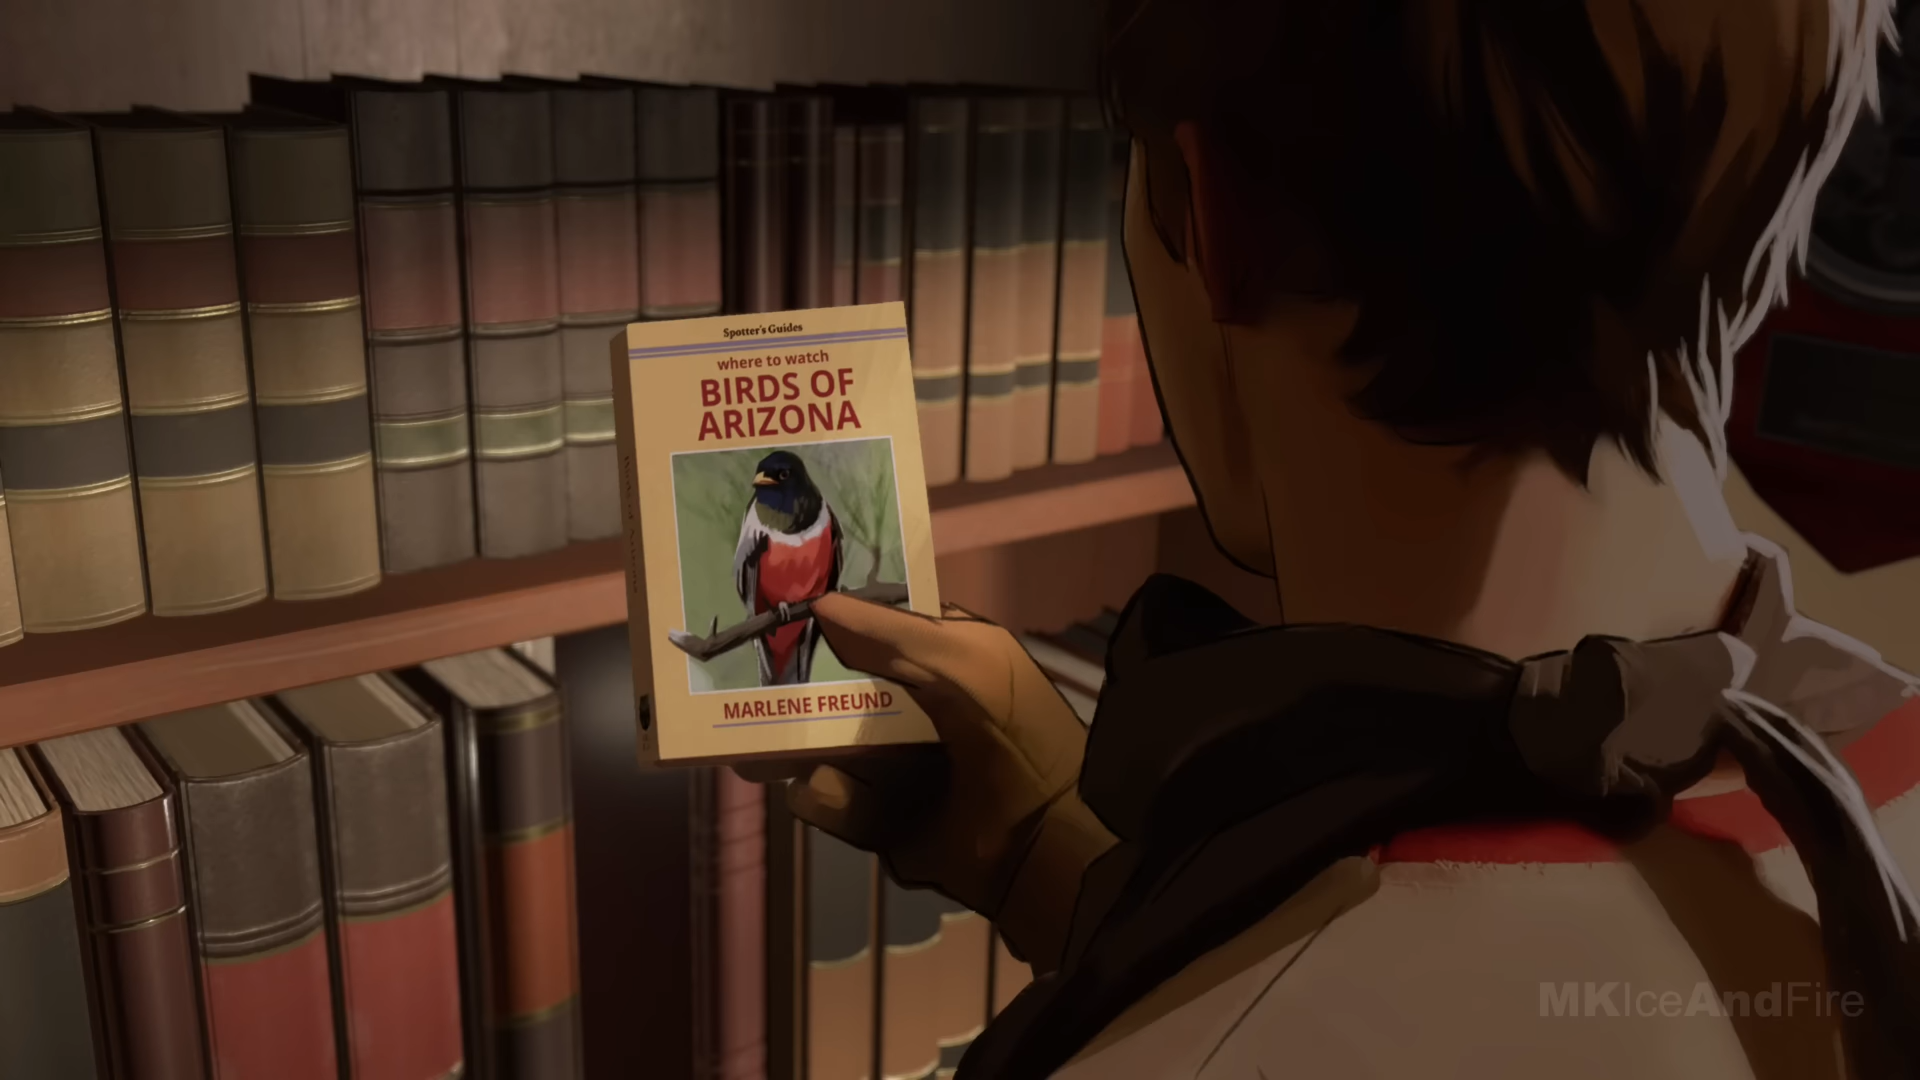 Spotter's Guides
where to watch
BIRDS OF
ARIZONA
MARLENE FREUND
MKIceAndFire